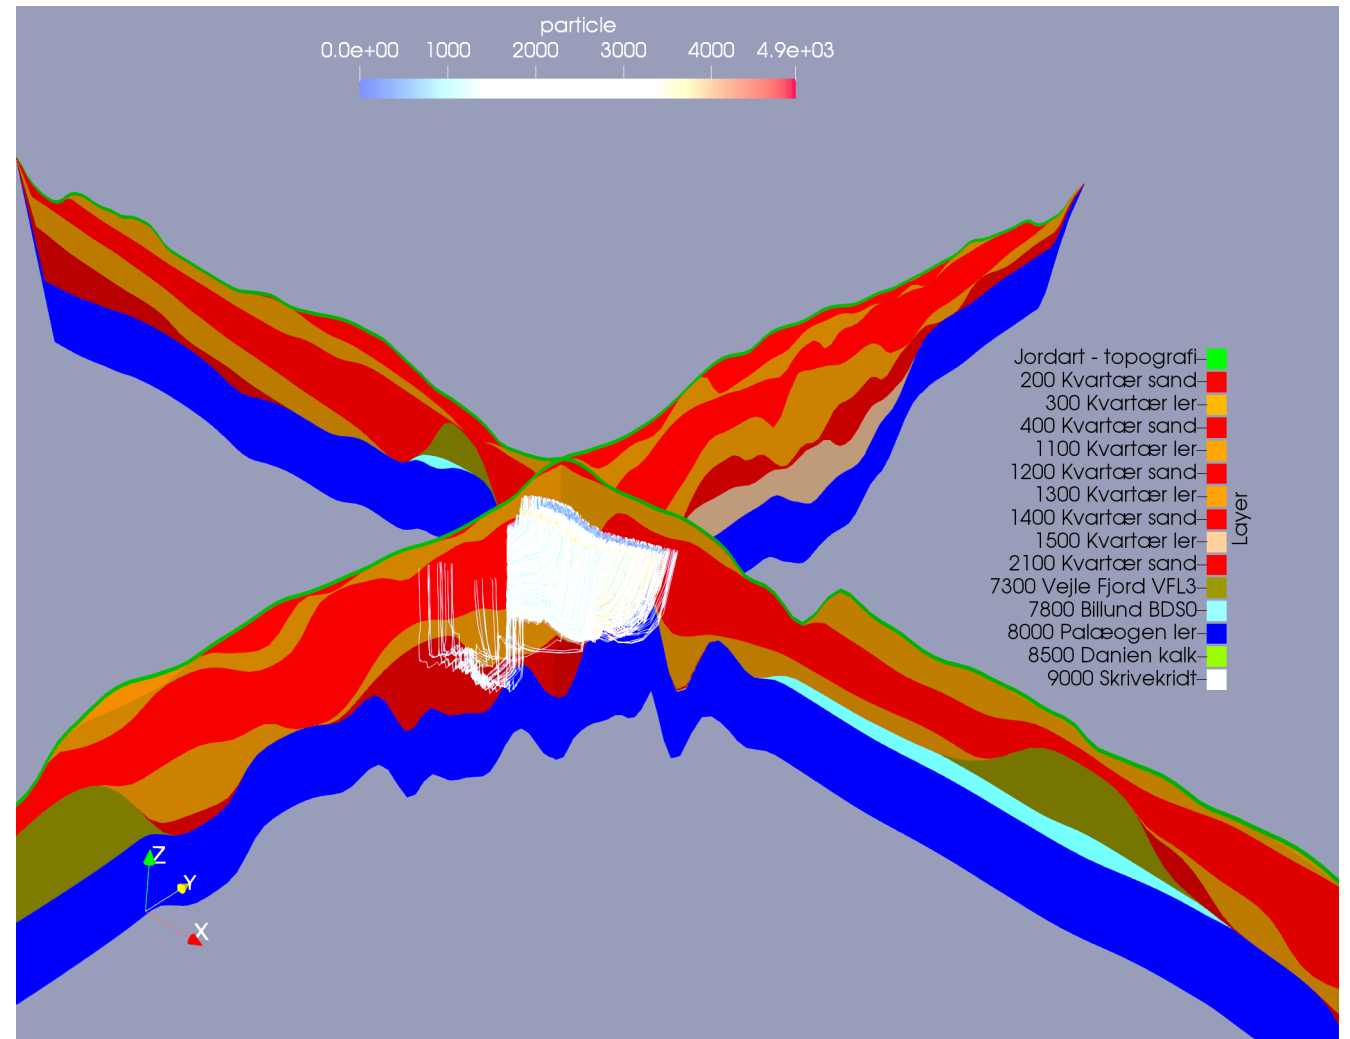 particle
0.0e+00 1000 2000 3000 4000 4.9e+03
Jordart - topografi
200 Kvartær sand
300 Kvartær ler
400 Kvartær sand
1100 Kvartær ler
1200 Kvartær sand
1300 Kvartær ler
1400 Kvartær sand
1500 Kvartær ler
2100 Kvartær sand
7300 Vejle Fjord VFL3
7800 Billund BDS0
8000 Palæogen ler
8500 Danien kalk
9000 Skrivekridt
Layer
Z
Y
X